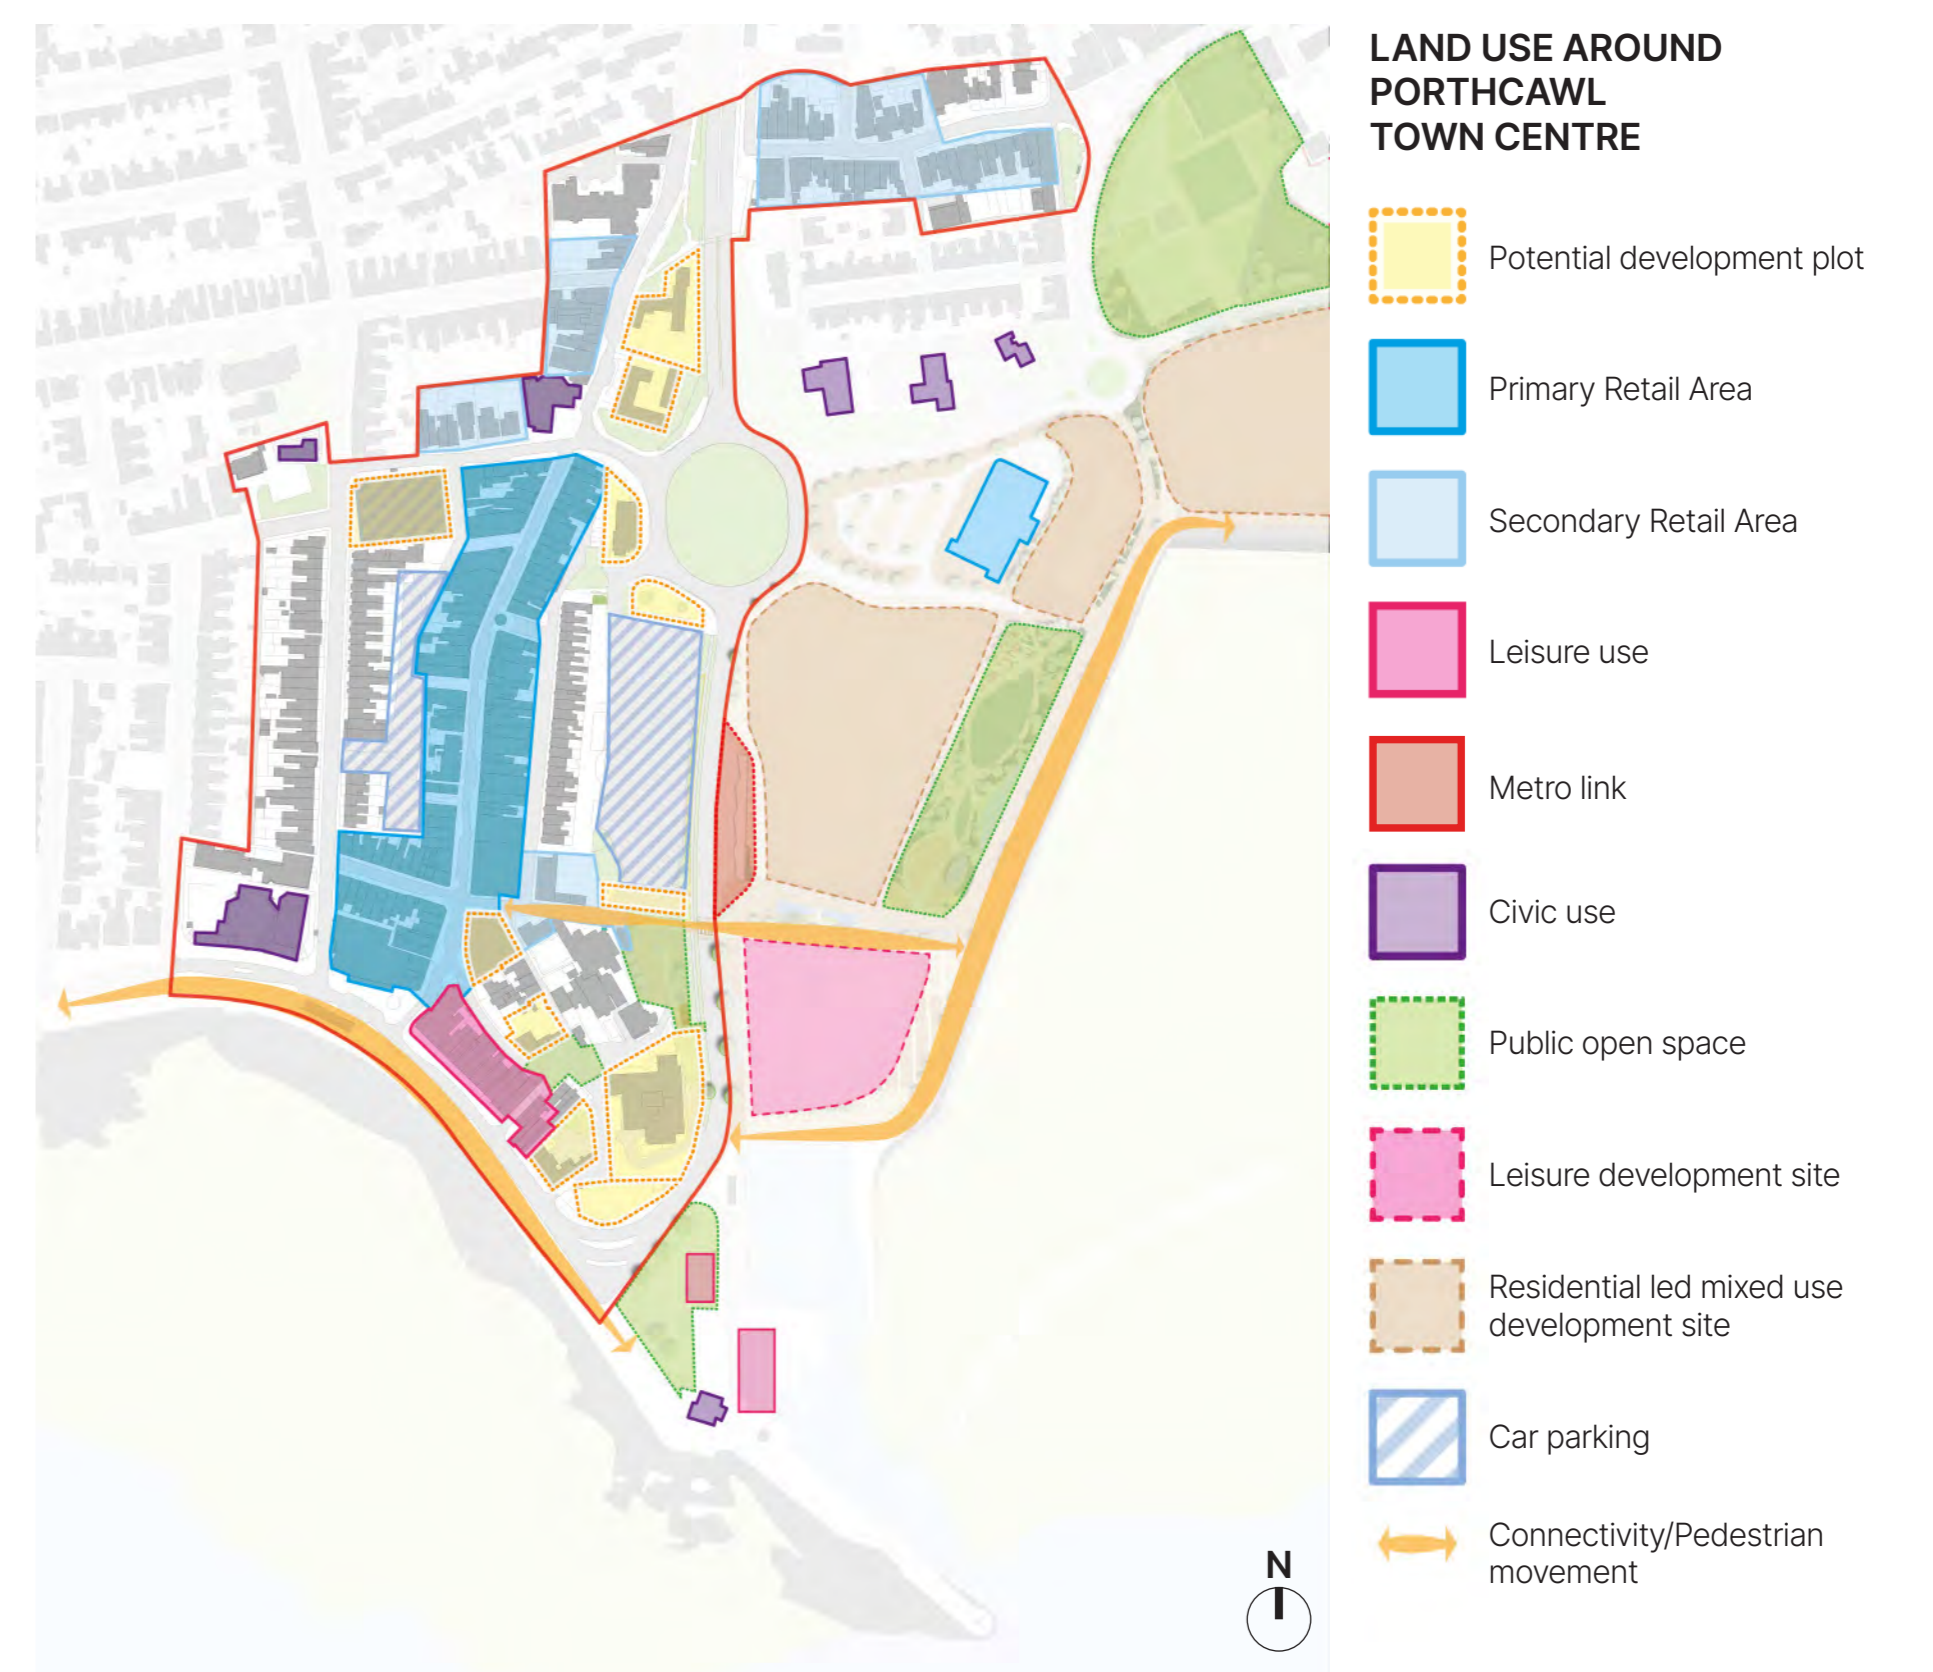 LAND USE AROUND
PORTHCAWL
TOWN CENTRE
Potential development plot
Primary Retail Area
Secondary Retail Area
Leisure use
Metro link
Civic use
Public open space
Leisure development site
Residential led mixed use
development site
Car parking
Connectivity/Pedestrian
movement
N